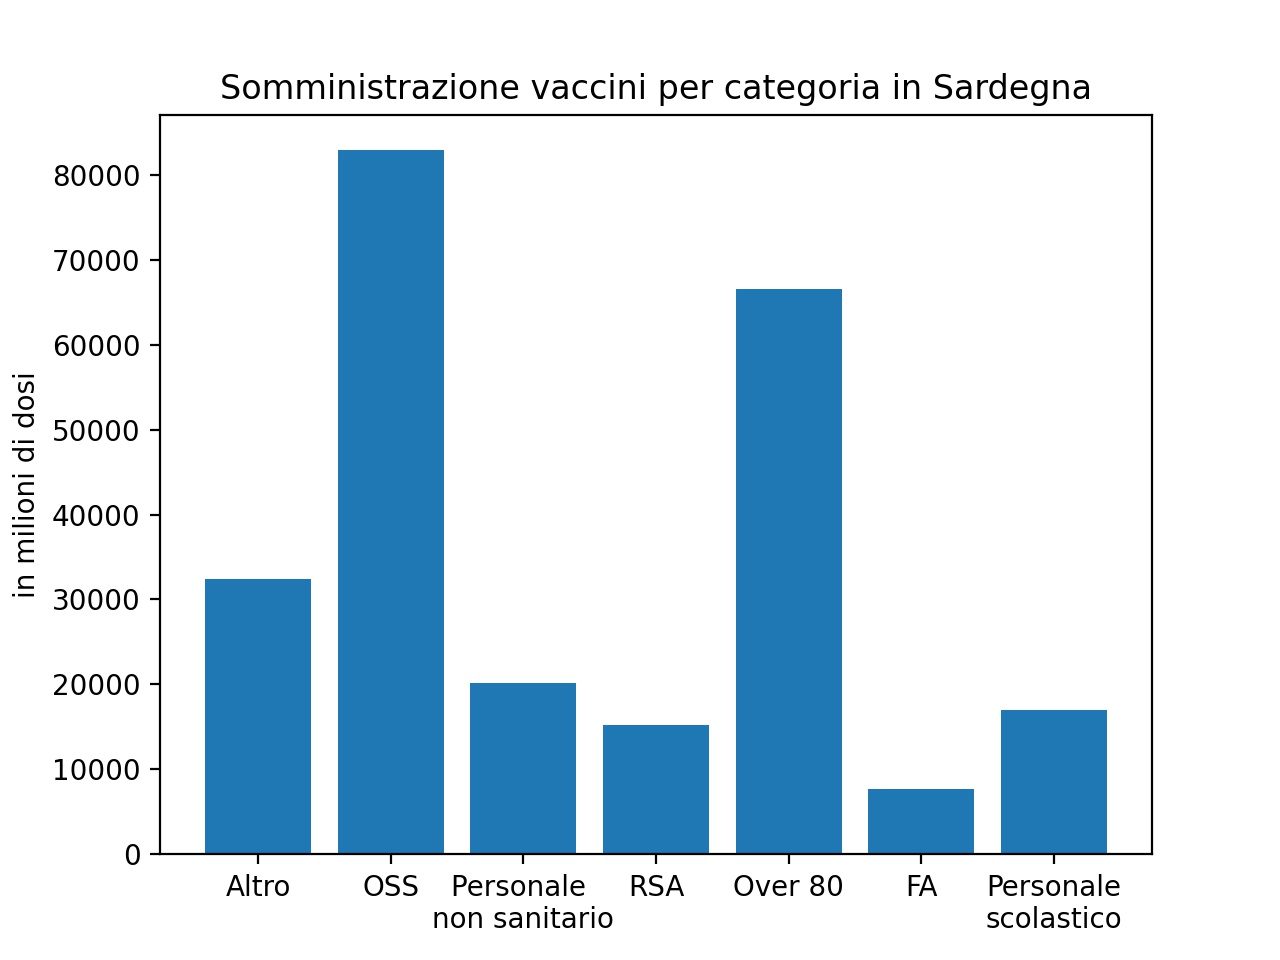 Somministrazione vaccini per categoria in Sardegna
in milioni di dosi
80000
70000
60000
50000
40000
30000
20000
10000
0
Altro
OSS
Personale
non sanitario
RSA
Over 80
FA
Personale
scolastico